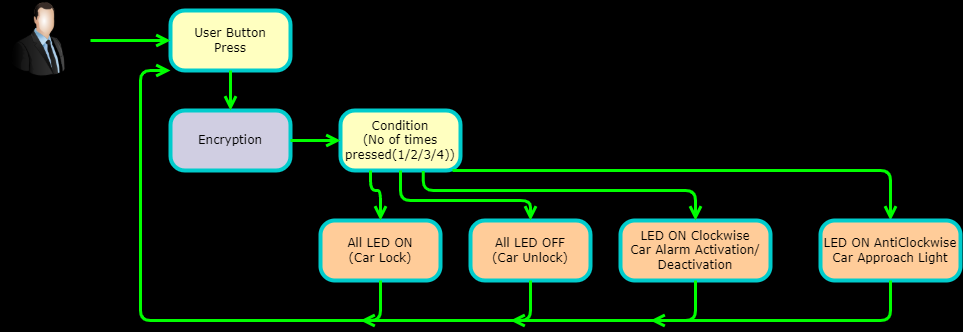 User Button
Press
Encryption
Condition
(No of times
pressed(1/2/3/4))
All LED ON
(Car Lock)
All LED OFF
(Car Unlock)
LED ON Clockwise
Car Alarm Activation/
Deactivation
LED ON AntiClockwise
Car Approach Light